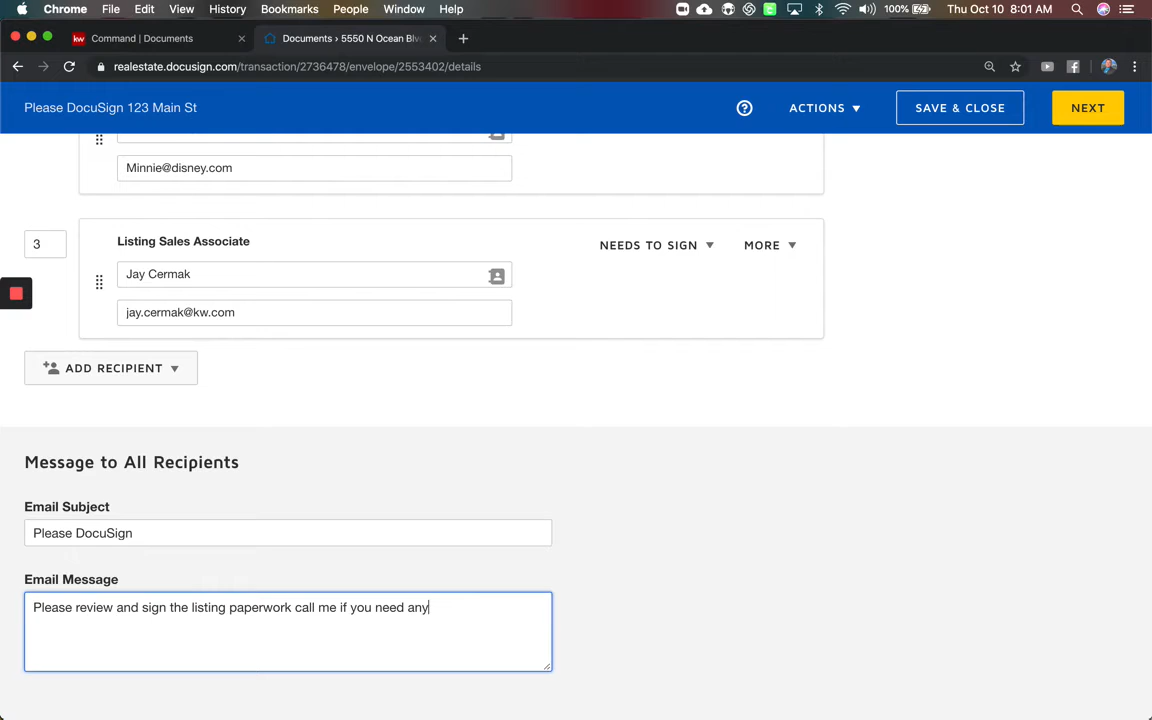 Chrome File Edit View History Bookmarks People Window Help 100% Thu Oct 10 8:01 AM
kw Command | Documents Documents › 5550 N Ocean Blv
realestate.docusign.com/transaction/2736478/envelope/2553402/details
Please DocuSign 123 Main St ACTIONS SAVE & CLOSE NEXT
Minnie@disney.com
3 Listing Sales Associate NEEDS TO SIGN MORE
Jay Cermak
jay.cermak@kw.com
ADD RECIPIENT
Message to All Recipients
Email Subject
Please DocuSign
Email Message
Please review and sign the listing paperwork call me if you need any